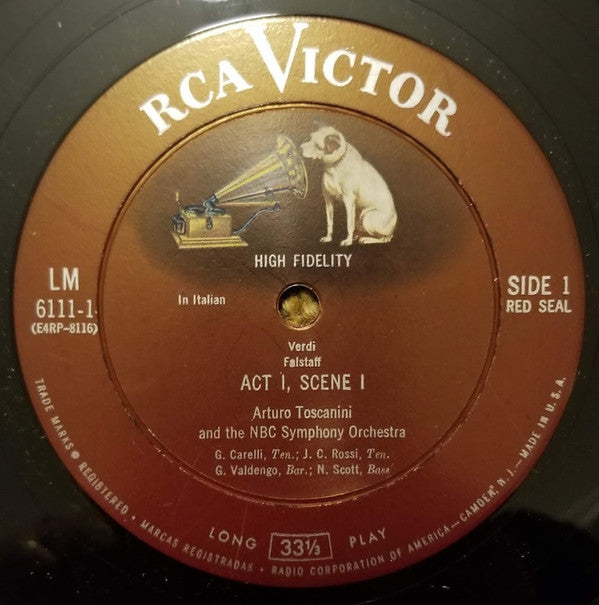 RCA VICTOR
HIGH FIDELITY
LM
6111-1
(E4RP-8116)
SIDE 1
RED SEAL
In Italian
Verdi
Falstaff
ACT I, SCENE I
Arturo Toscanini
and the NBC Symphony Orchestra
G. Carelli, Ten.; J. C. Rossi, Ten.
G. Valdengo, Bar.; N. Scott, Bass
LONG 33⅓ PLAY
TRADE MARKS ® REGISTERED • MARCAS REGISTRADAS • RADIO CORPORATION OF AMERICA—CAMDEN, N. J.—MADE IN U.S.A.